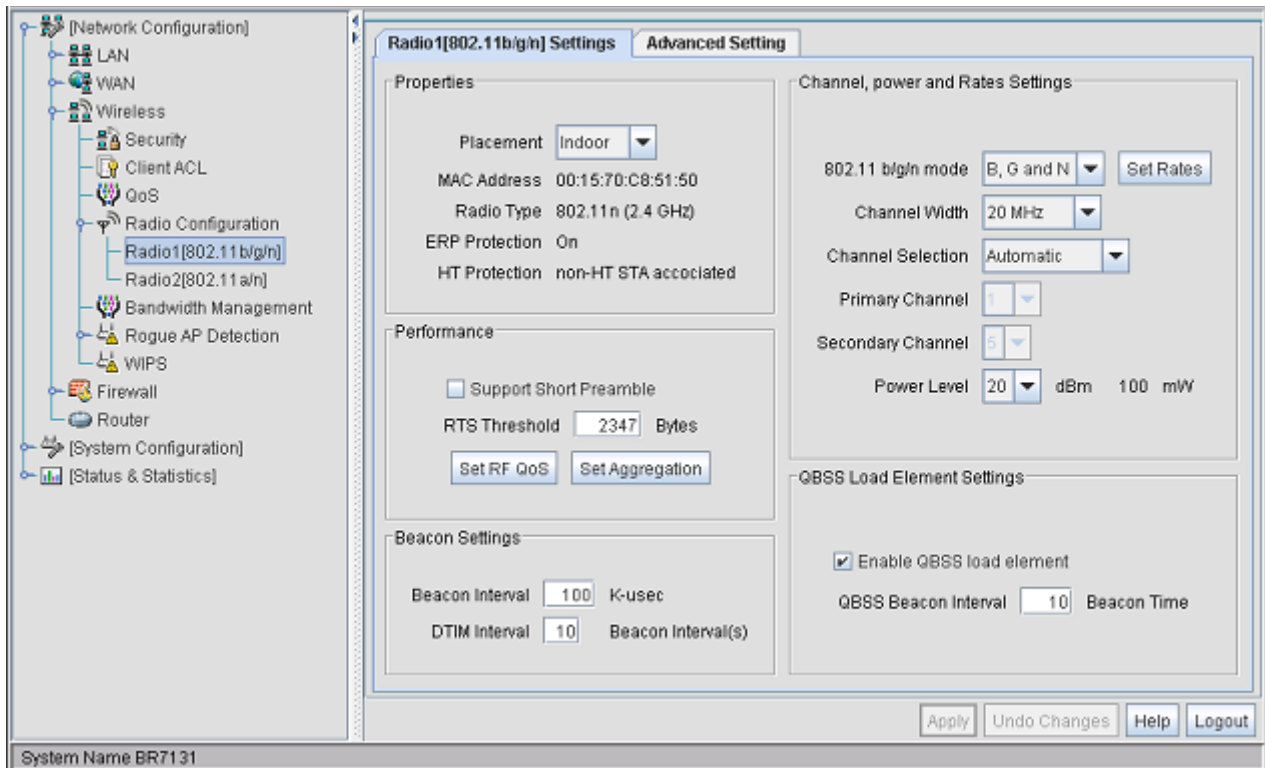 [Network Configuration]
LAN
WAN
Wireless
Security
Client ACL
QoS
Radio Configuration
Radio1[802.11b/g/n]
Radio2[802.11a/n]
Bandwidth Management
Rogue AP Detection
WIPS
Firewall
Router
[System Configuration]
[Status & Statistics]
Radio1[802.11b/g/n] Settings
Advanced Setting
Properties
Placement Indoor
MAC Address 00:15:70:C8:51:50
Radio Type 802.11n (2.4 GHz)
ERP Protection On
HT Protection non-HT STA accociated
Performance
Support Short Preamble
RTS Threshold 2347 Bytes
Set RF QoS Set Aggregation
Beacon Settings
Beacon Interval 100 K-usec
DTIM Interval 10 Beacon Interval(s)
Channel, power and Rates Settings
802.11 b/g/n mode B, G and N Set Rates
Channel Width 20 MHz
Channel Selection Automatic
Primary Channel 1
Secondary Channel 5
Power Level 20 dBm 100 mW
QBSS Load Element Settings
Enable QBSS load element
QBSS Beacon Interval 10 Beacon Time
Apply Undo Changes Help Logout
System Name BR7131